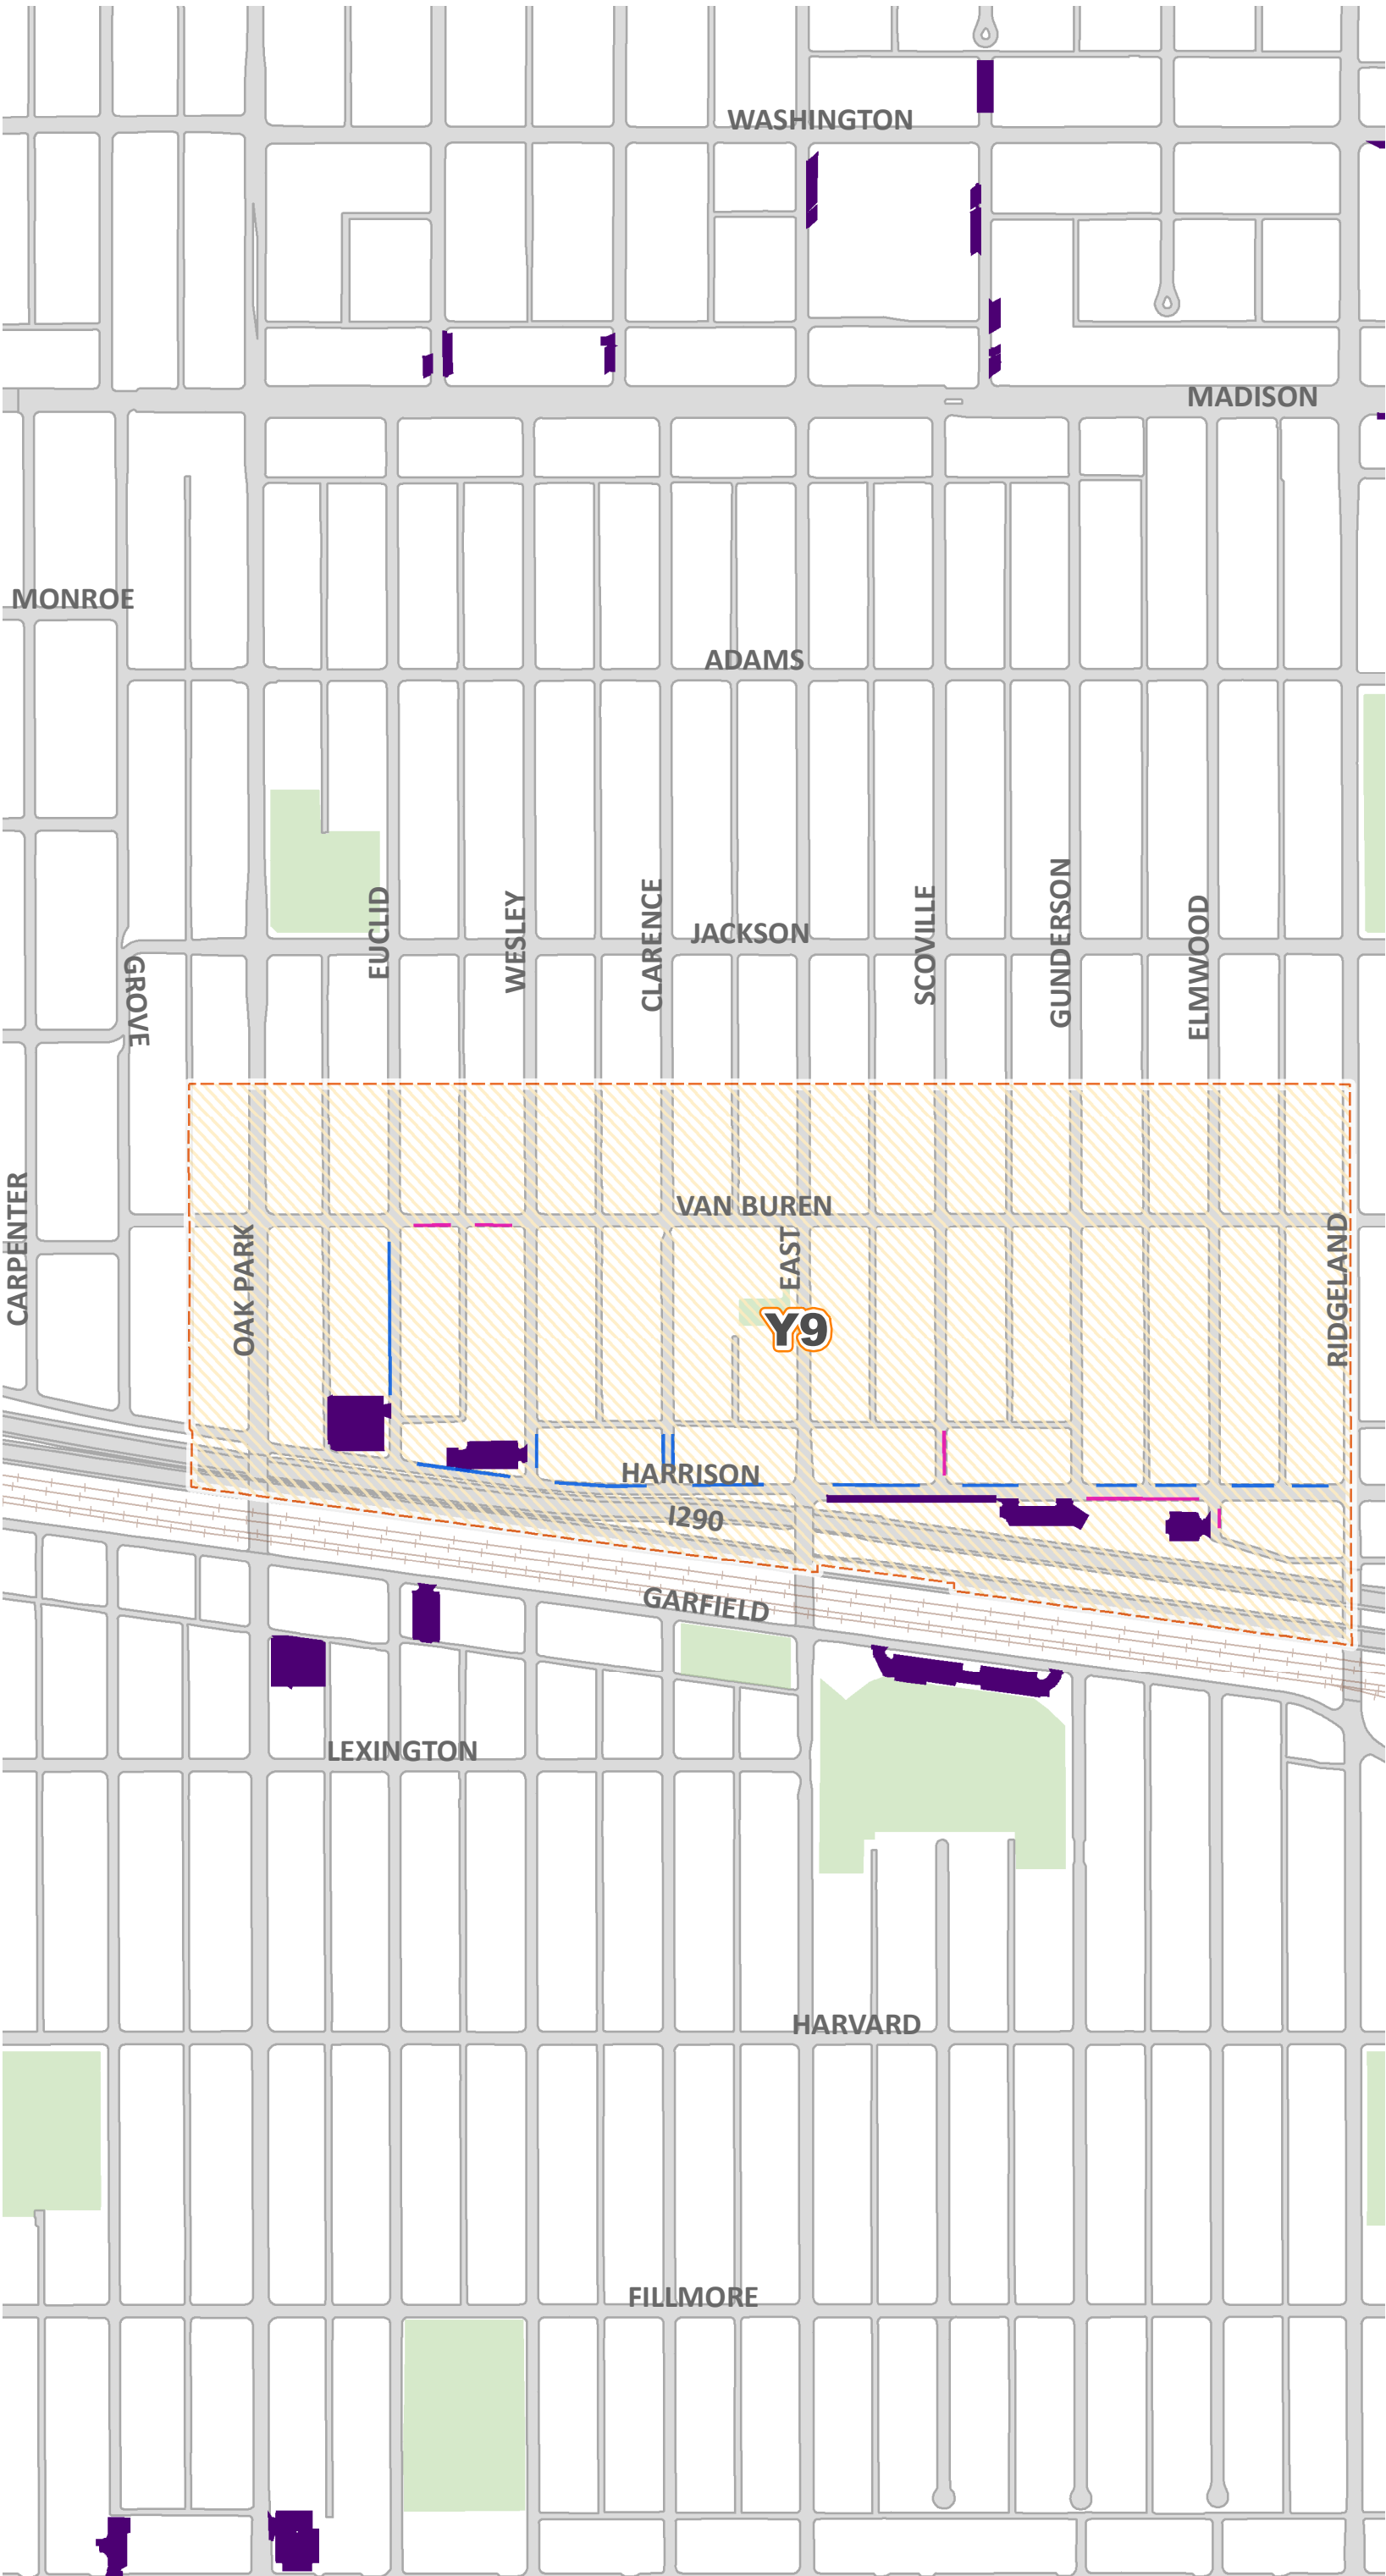 WASHINGTON
MADISON
MONROE
ADAMS
EUCLID
WESLEY
CLARENCE
JACKSON
SCOVILLE
GUNDERSON
ELMWOOD
GROVE
CARPENTER
OAK PARK
VAN BUREN
EAST
RIDGELAND
Y9
HARRISON
I290
GARFIELD
LEXINGTON
HARVARD
FILLMORE